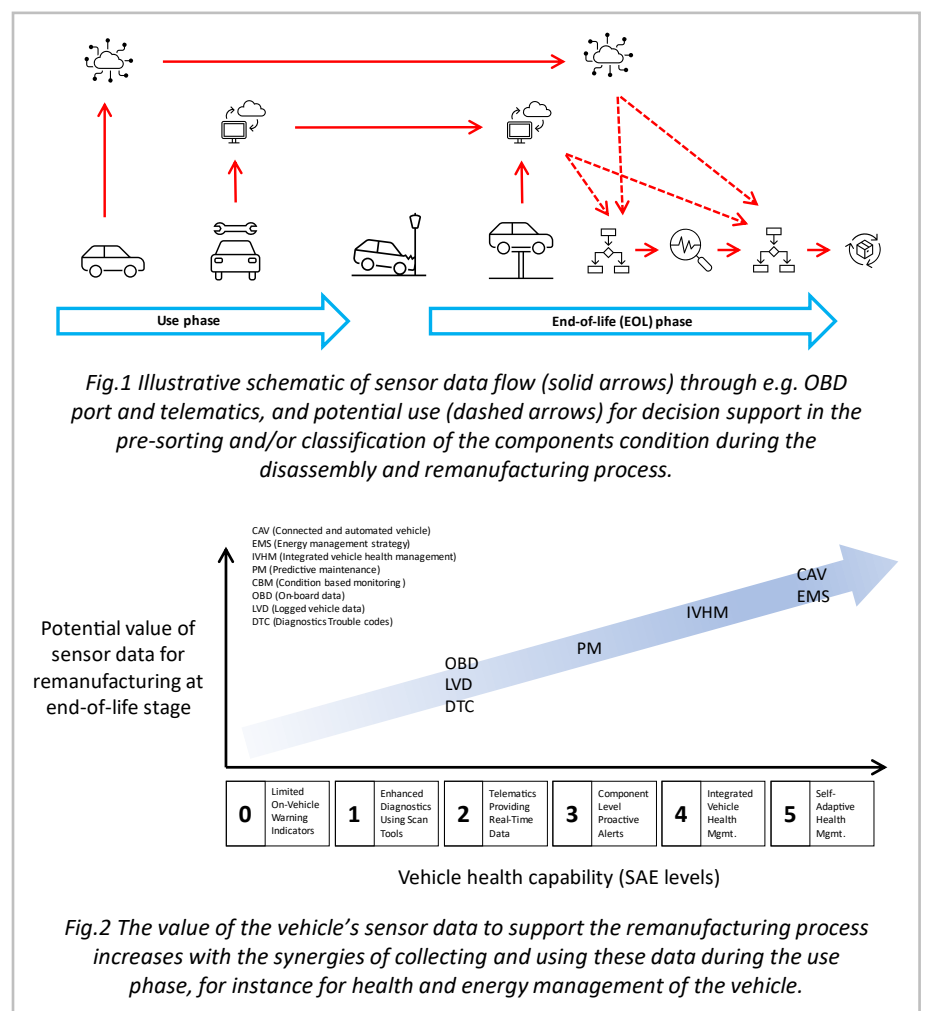 Use phase
End-of-life (EOL) phase
Fig.1 Illustrative schematic of sensor data flow (solid arrows) through e.g. OBD
port and telematics, and potential use (dashed arrows) for decision support in the
pre-sorting and/or classification of the components condition during the
disassembly and remanufacturing process.
CAV (Connected and automated vehicle)
EMS (Energy management strategy)
IVHM (Integrated vehicle health management)
PM (Predictive maintenance)
CBM (Condition based monitoring )
OBD (On-board data)
LVD (Logged vehicle data)
DTC (Diagnostics Trouble codes)
Potential value of
sensor data for
remanufacturing at
end-of-life stage
OBD
LVD
DTC
PM
IVHM
CAV
EMS
0
Limited
On-Vehicle
Warning
Indicators
1
Enhanced
Diagnostics
Using Scan
Tools
2
Telematics
Providing
Real-Time
Data
3
Component
Level
Proactive
Alerts
4
Integrated
Vehicle
Health
Mgmt.
5
Self-
Adaptive
Health
Mgmt.
Vehicle health capability (SAE levels)
Fig.2 The value of the vehicle's sensor data to support the remanufacturing process
increases with the synergies of collecting and using these data during the use
phase, for instance for health and energy management of the vehicle.